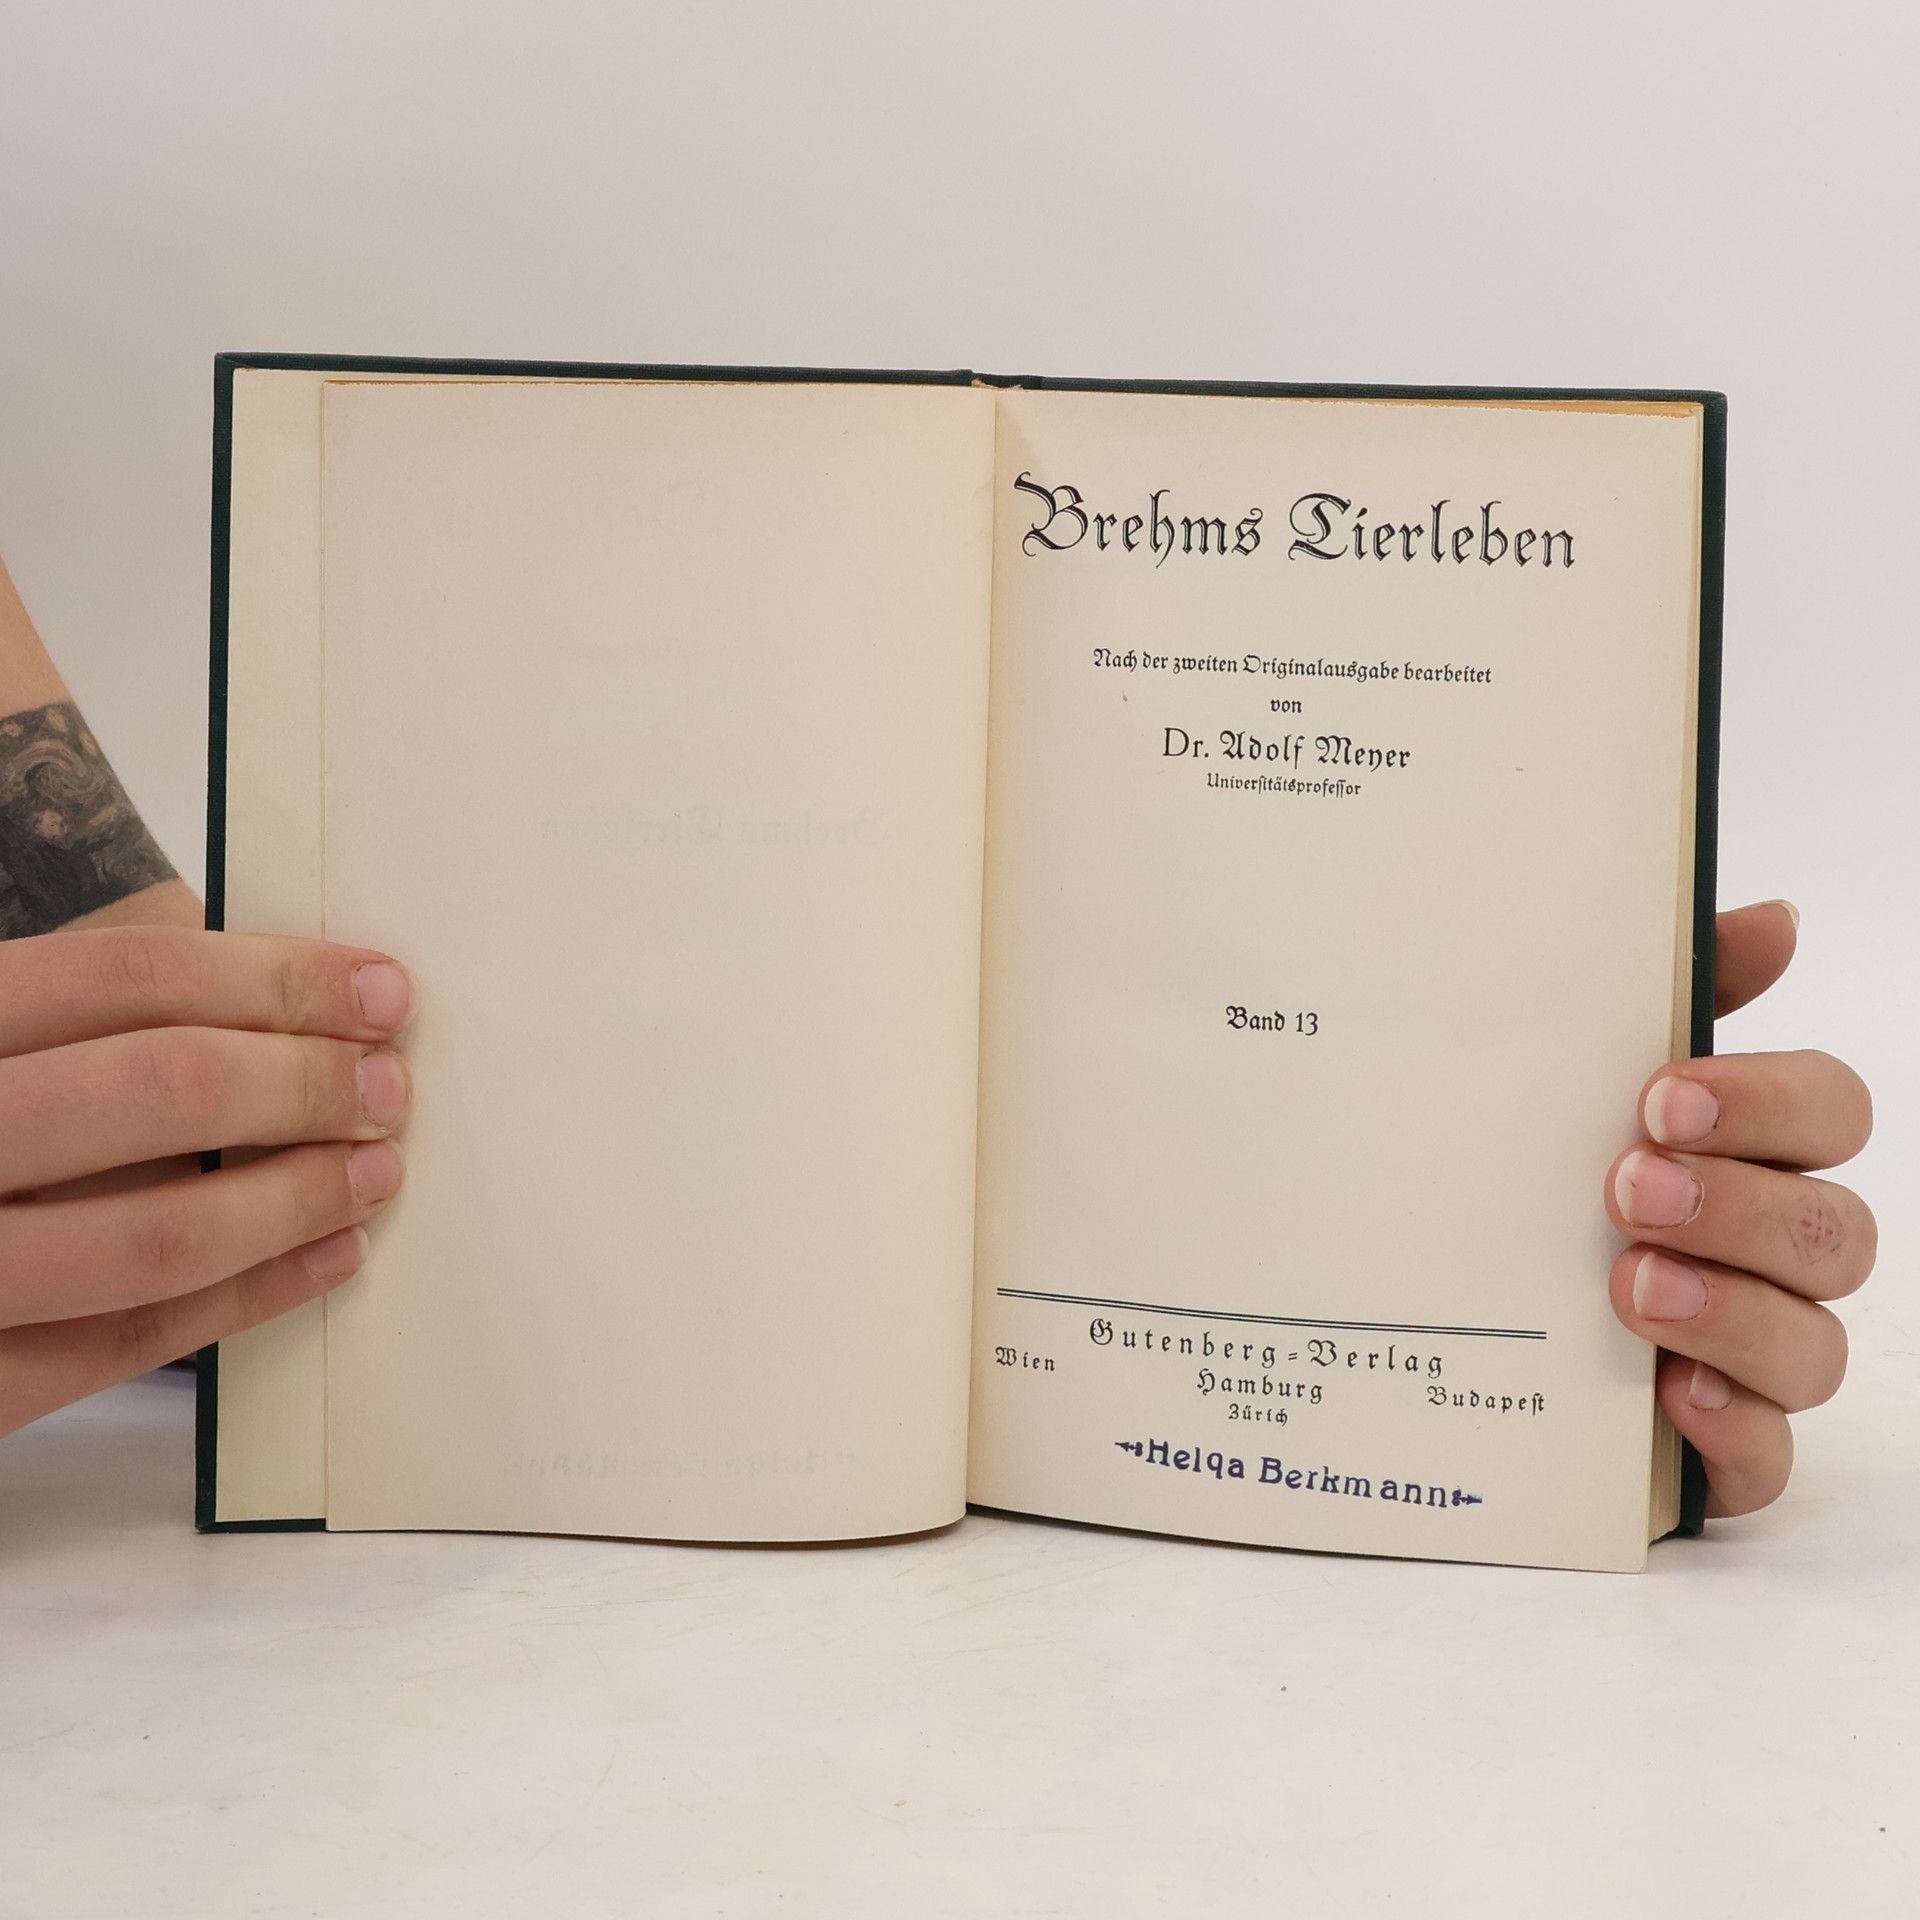 Brehms Tierleben
Nach der zweiten Originalausgabe bearbeitet
von
Dr. Adolf Meyer
Universitätsprofessor
Band 13
Gutenberg-Verlag
Wien Hamburg Budapest
Zürich
Helga Berkmann